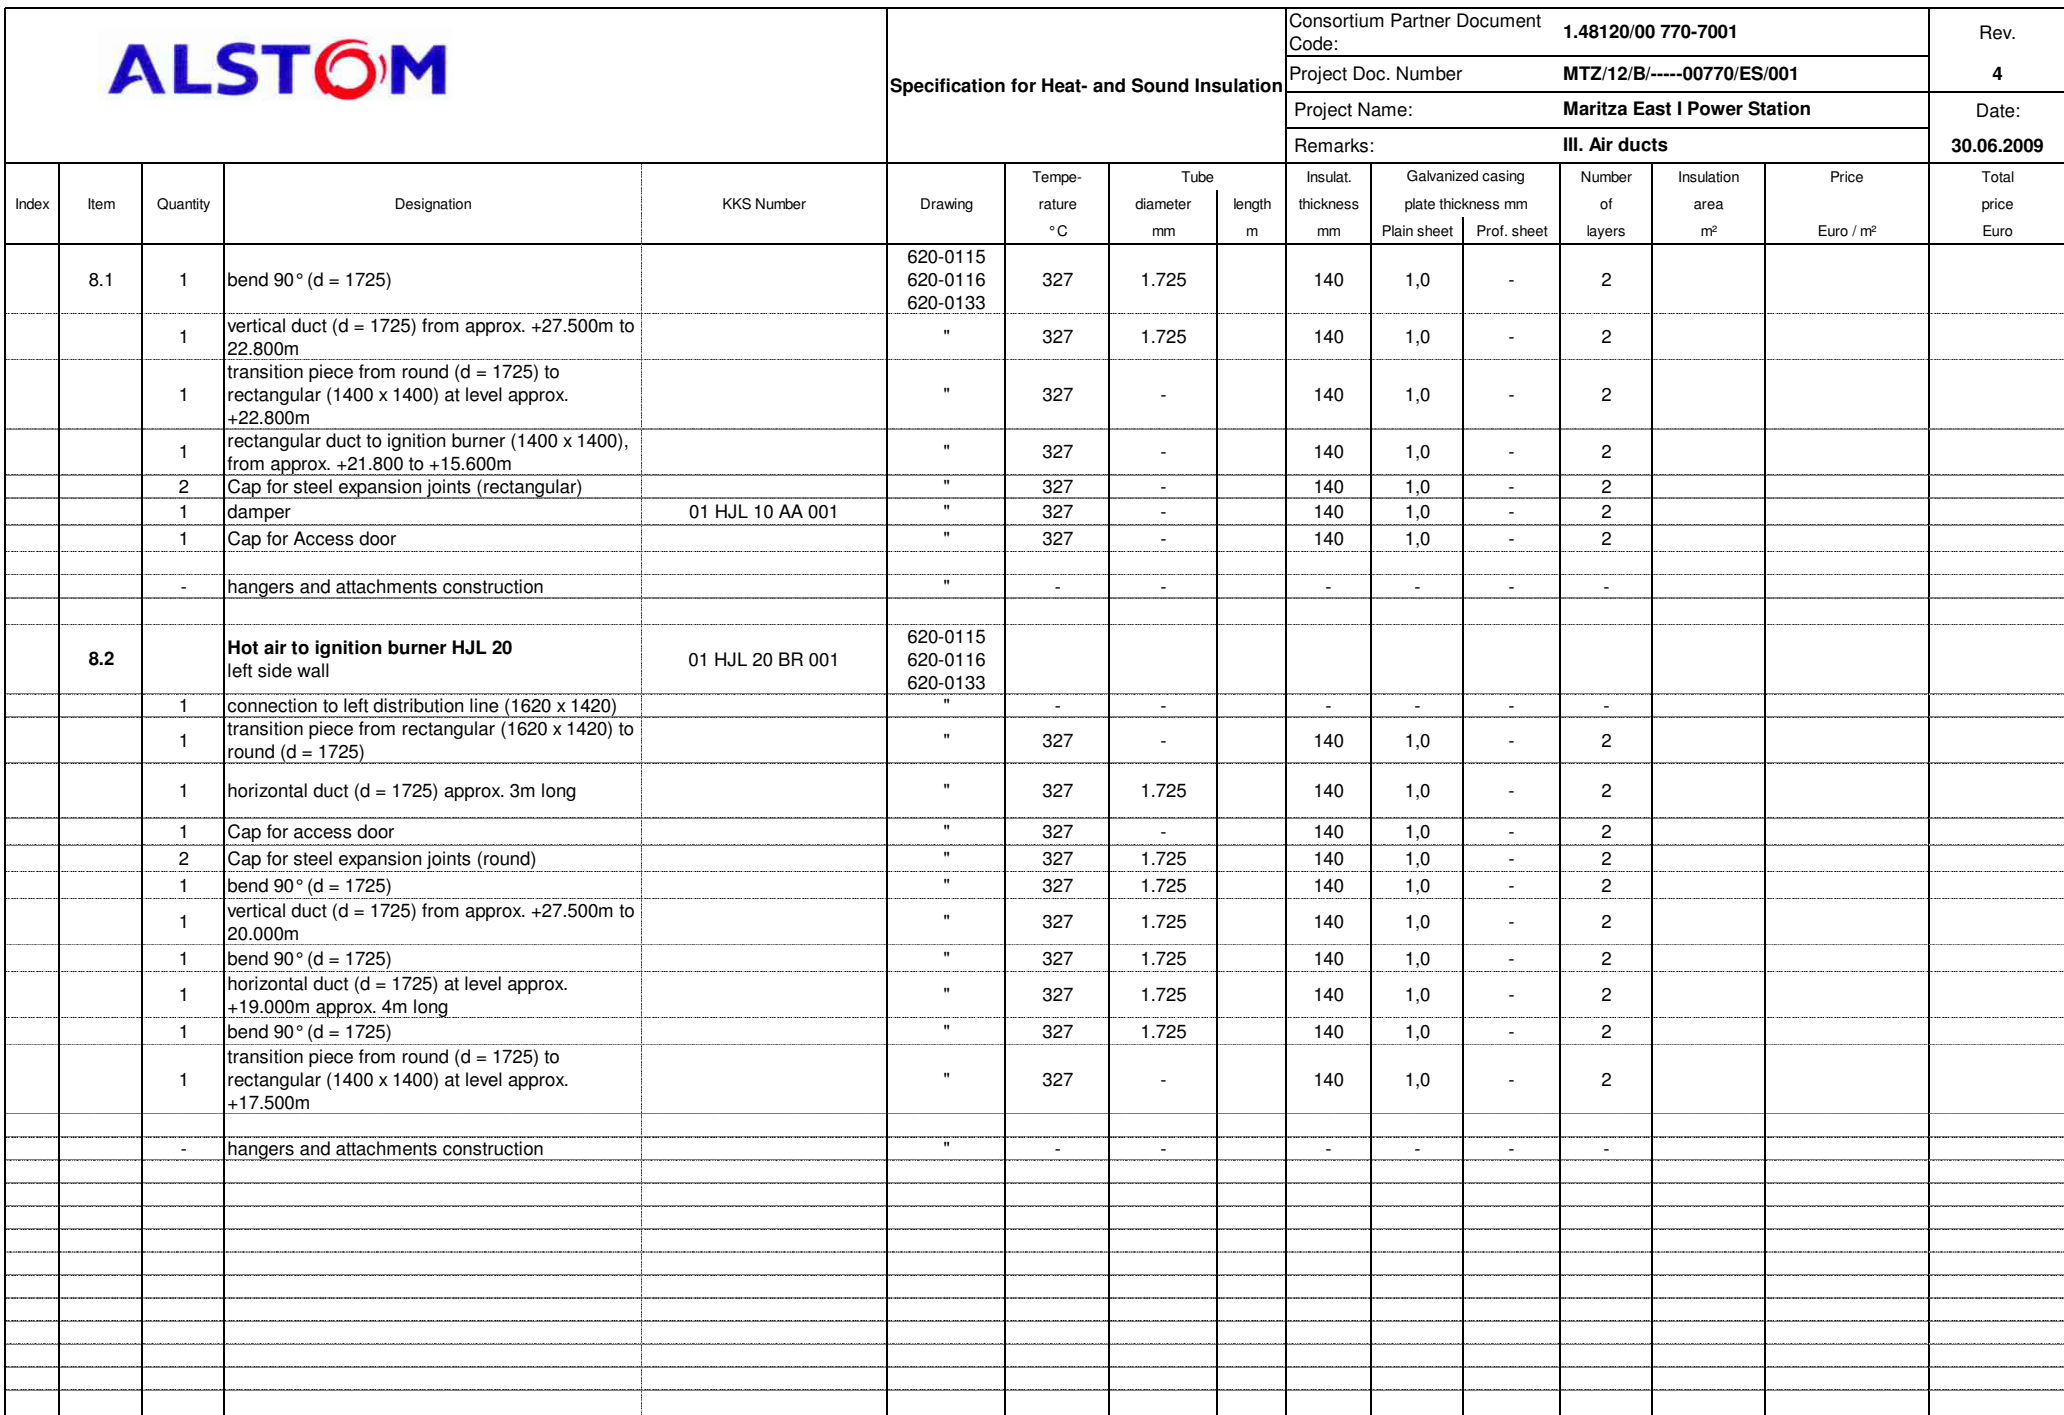 ALSTOM
Specification for Heat- and Sound Insulation
Consortium Partner Document Code: 1.48120/00 770-7001
Project Doc. Number MTZ/12/B/-----00770/ES/001
Project Name: Maritza East I Power Station
Remarks: III. Air ducts
Rev.
4
Date:
30.06.2009
Index Item Quantity Designation KKS Number Drawing Tempe-rature °C Tube diameter mm length m Insulat. thickness mm Galvanized casing plate thickness mm Plain sheet Prof. sheet Number of layers Insulation area m² Price Euro / m² Total price Euro
8.1 1 bend 90° (d = 1725) 620-0115 620-0116 620-0133 327 1.725 140 1,0 - 2
1 vertical duct (d = 1725) from approx. +27.500m to 22.800m " 327 1.725 140 1,0 - 2
1 transition piece from round (d = 1725) to rectangular (1400 x 1400) at level approx. +22.800m " 327 - 140 1,0 - 2
1 rectangular duct to ignition burner (1400 x 1400), from approx. +21.800 to +15.600m " 327 - 140 1,0 - 2
2 Cap for steel expansion joints (rectangular) " 327 - 140 1,0 - 2
1 damper 01 HJL 10 AA 001 " 327 - 140 1,0 - 2
1 Cap for Access door " 327 - 140 1,0 - 2
- hangers and attachments construction " - - - - - -
8.2 Hot air to ignition burner HJL 20 left side wall 01 HJL 20 BR 001 620-0115 620-0116 620-0133
1 connection to left distribution line (1620 x 1420) " - - - - - -
1 transition piece from rectangular (1620 x 1420) to round (d = 1725) " 327 - 140 1,0 - 2
1 horizontal duct (d = 1725) approx. 3m long " 327 1.725 140 1,0 - 2
1 Cap for access door " 327 - 140 1,0 - 2
2 Cap for steel expansion joints (round) " 327 1.725 140 1,0 - 2
1 bend 90° (d = 1725) " 327 1.725 140 1,0 - 2
1 vertical duct (d = 1725) from approx. +27.500m to 20.000m " 327 1.725 140 1,0 - 2
1 bend 90° (d = 1725) " 327 1.725 140 1,0 - 2
1 horizontal duct (d = 1725) at level approx. +19.000m approx. 4m long " 327 1.725 140 1,0 - 2
1 bend 90° (d = 1725) " 327 1.725 140 1,0 - 2
1 transition piece from round (d = 1725) to rectangular (1400 x 1400) at level approx. +17.500m " 327 - 140 1,0 - 2
- hangers and attachments construction " - - - - - -